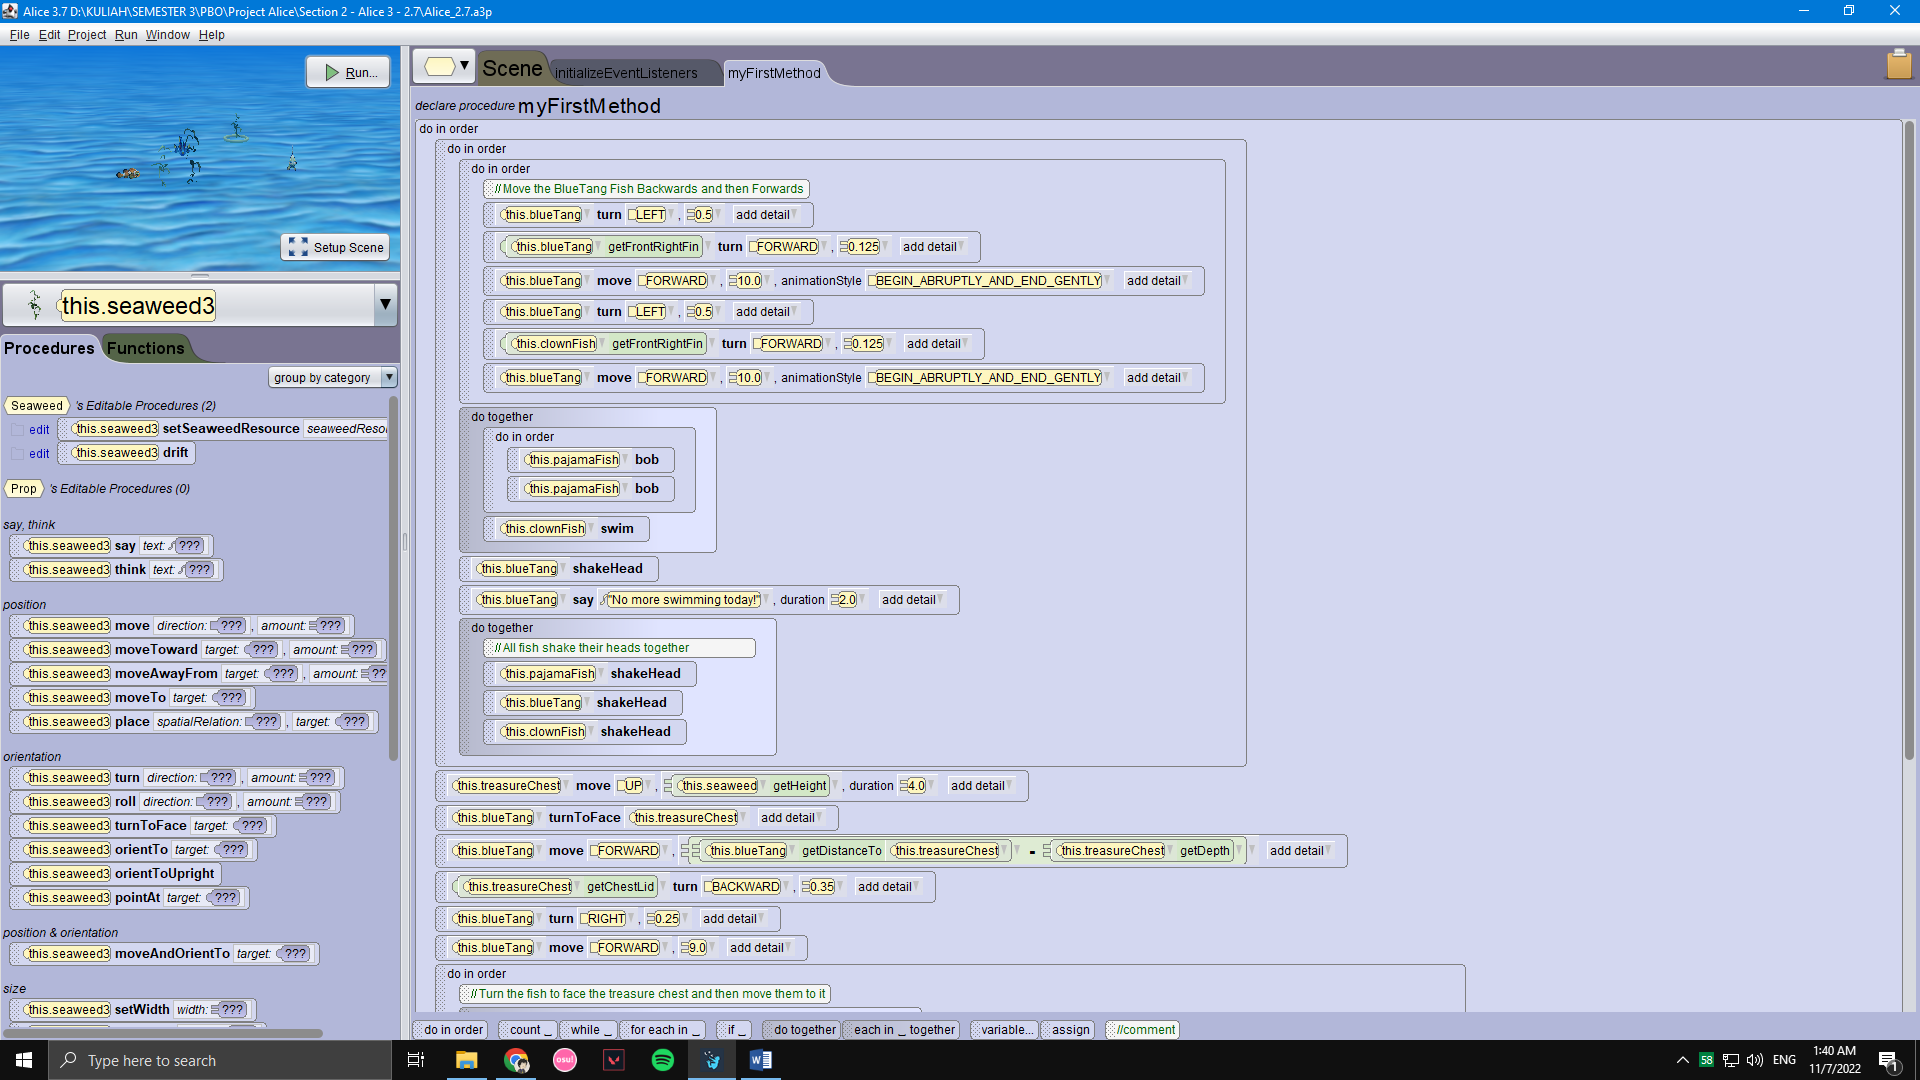 Alice 3.7 D:\KULIAH\SEMESTER 3\PBO\Project Alice\Section 2 - Alice 3 - 2.7\Alice_2.7.a3p
File Edit Project Run Window Help
Run...
Setup Scene
this.seaweed3
Procedures Functions
group by category
Seaweed 's Editable Procedures (2)
edit this.seaweed3 setSeaweedResource
edit this.seaweed3 drift
Prop 's Editable Procedures (0)
say, think
this.seaweed3 say text: ???
this.seaweed3 think text: ???
position
this.seaweed3 move direction: ??? , amount: ???
this.seaweed3 moveToward target: ??? , amount: ???
this.seaweed3 moveAwayFrom target: ??? , amount: ??
this.seaweed3 moveTo target: ???
this.seaweed3 place spatialRelation: ??? , target: ???
orientation
this.seaweed3 turn direction: ??? , amount: ???
this.seaweed3 roll direction: ??? , amount: ???
this.seaweed3 turnToFace target: ???
this.seaweed3 orientTo target: ???
this.seaweed3 orientToUpright
this.seaweed3 pointAt target: ???
position & orientation
this.seaweed3 moveAndOrientTo target: ???
size
this.seaweed3 setWidth width: ???
Scene initializeEventListeners myFirstMethod
declare procedure myFirstMethod
do in order
do in order
do in order
//Move the BlueTang Fish Backwards and then Forwards
this.blueTang turn LEFT , 0.5 add detail
this.blueTang getFrontRightFin turn FORWARD , 0.125 add detail
this.blueTang move FORWARD , 10.0 , animationStyle BEGIN_ABRUPTLY_AND_END_GENTLY add detail
this.blueTang turn LEFT , 0.5 add detail
this.clownFish getFrontRightFin turn FORWARD , 0.125 add detail
this.blueTang move FORWARD , 10.0 , animationStyle BEGIN_ABRUPTLY_AND_END_GENTLY add detail
do together
do in order
this.pajamaFish bob
this.pajamaFish bob
this.clownFish swim
this.blueTang shakeHead
this.blueTang say "No more swimming today!" , duration 2.0 add detail
do together
//All fish shake their heads together
this.pajamaFish shakeHead
this.blueTang shakeHead
this.clownFish shakeHead
this.treasureChest move UP , this.seaweed getHeight , duration 4.0 add detail
this.blueTang turnToFace this.treasureChest add detail
this.blueTang move FORWARD , this.blueTang getDistanceTo this.treasureChest - this.treasureChest getDepth add detail
this.treasureChest getChestLid turn BACKWARD , 0.35 add detail
this.blueTang turn RIGHT , 0.25 add detail
this.blueTang move FORWARD , 9.0 add detail
do in order
//Turn the fish to face the treasure chest and then move them to it
do in order count _ while _ for each in _ if _ do together each in _ together variable... assign //comment
Type here to search
osu!
58 ENG
1:40 AM
11/7/2022
1